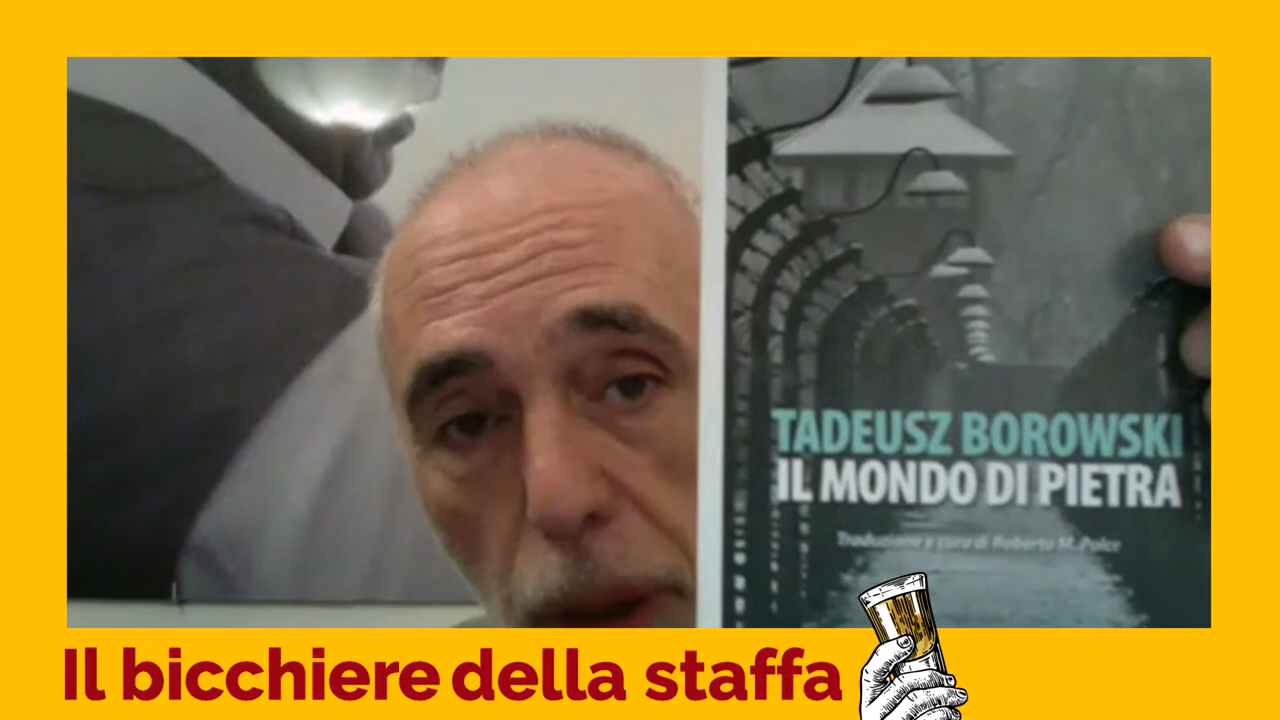 TADEUSZ BOROWSKI
IL MONDO DI PIETRA
Traduzione e cura di Roberto M. Polce
Il bicchiere della staffa